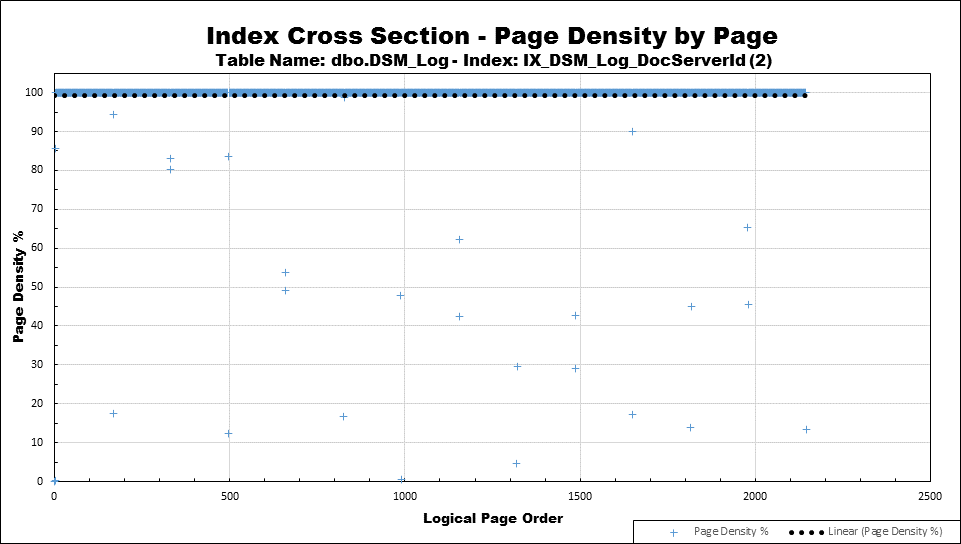 Index Cross Section - Page Density by Page
Table Name: dbo.DSM_Log - Index: IX_DSM_Log_DocServerId (2)
Page Density %
100
90
80
70
60
50
40
30
20
10
0
0 500 1000 1500 2000 2500
Logical Page Order
Page Density % Linear (Page Density %)